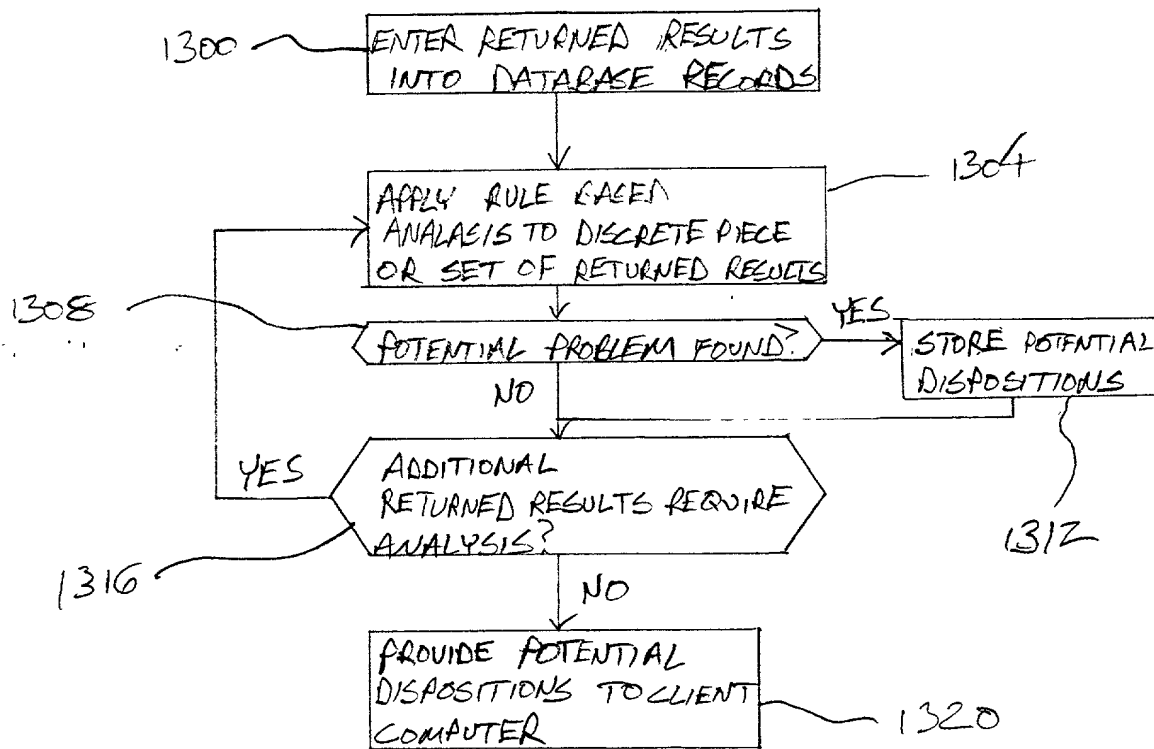 1300
ENTER RETURNED RESULTS
INTO DATABASE RECORDS
1304
APPLY RULE BASED
ANALASIS TO DISCRETE PIECE
OR SET OF RETURNED RESULTS
1308
POTENTIAL PROBLEM FOUND?
YES
STORE POTENTIAL
DISPOSITIONS
NO
1312
YES
ADDITIONAL
RETURNED RESULTS REQUIRE
ANALYSIS?
1316
NO
PROVIDE POTENTIAL
DISPOSITIONS TO CLIENT
COMPUTER
1320